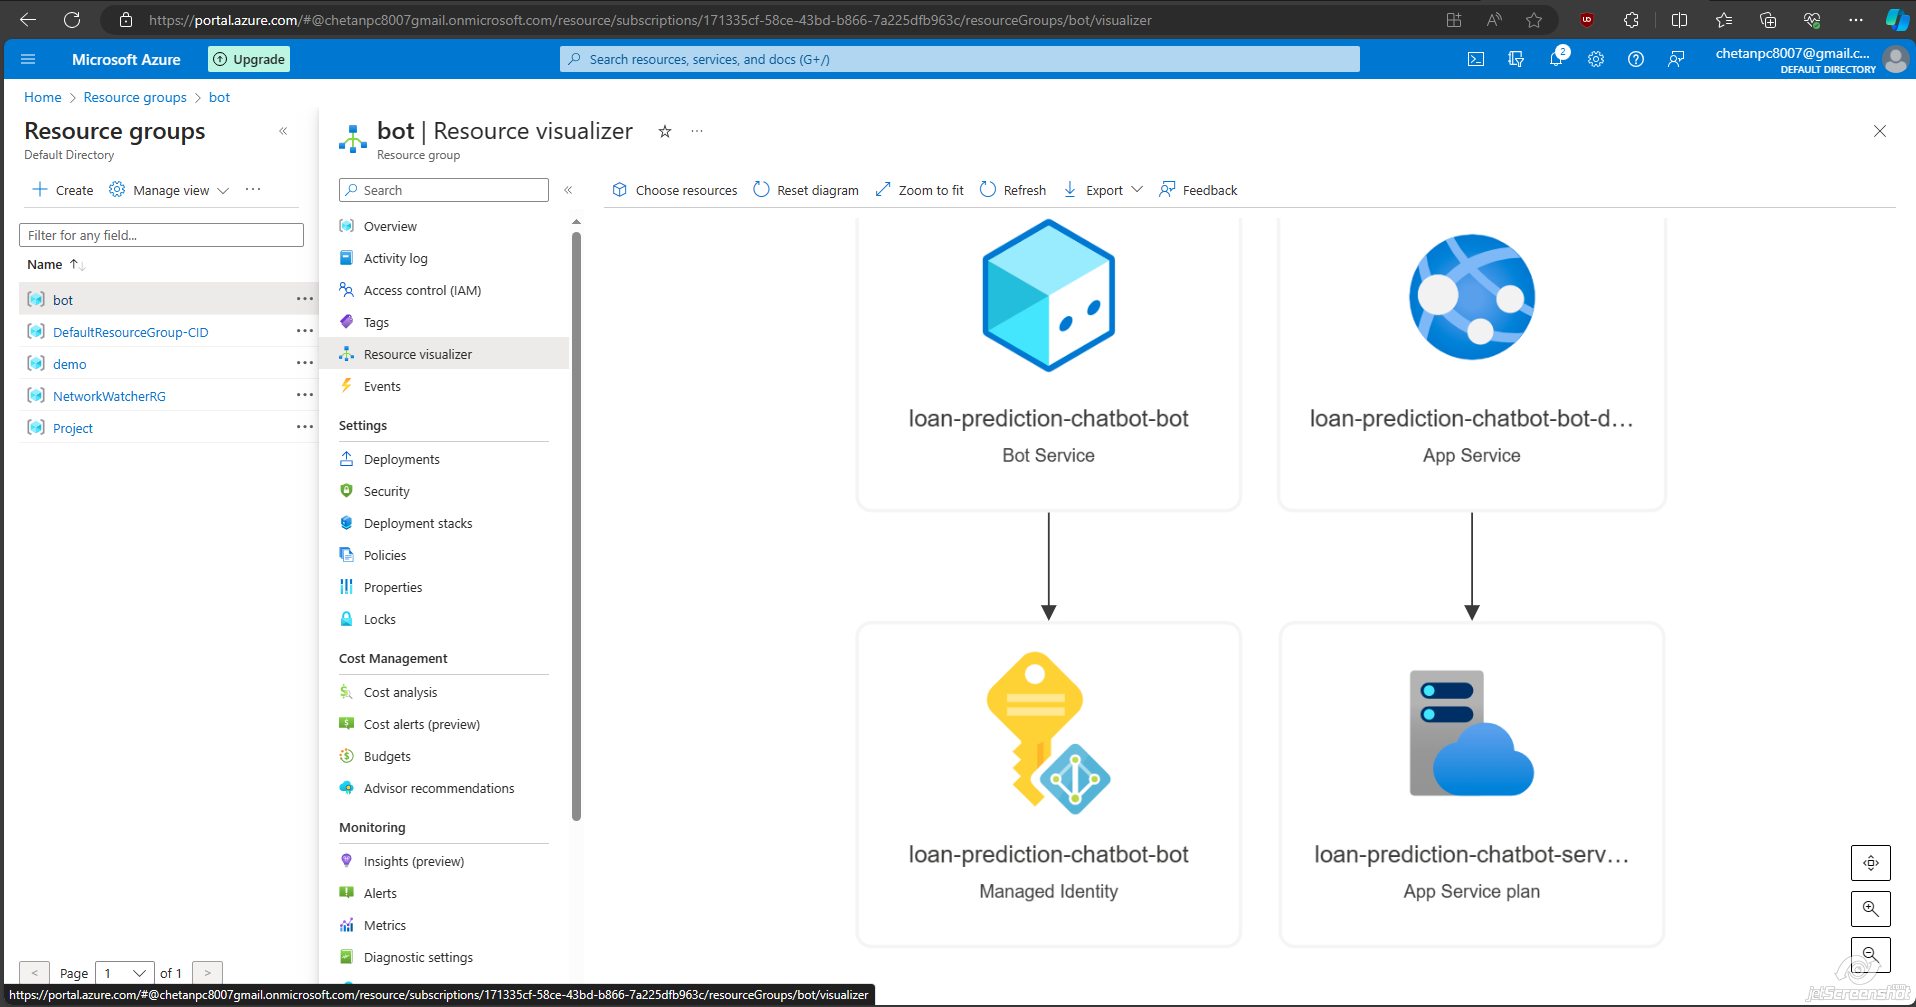 https://portal.azure.com/#@chetanpc8007gmail.onmicrosoft.com/resource/subscriptions/171335cf-58ce-43bd-b866-7a225dfb963c/resourceGroups/bot/visualizer
Microsoft Azure
Upgrade
Search resources, services, and docs (G+/)
2
chetanpc8007@gmail.c...
DEFAULT DIRECTORY
Home > Resource groups > bot
Resource groups
Default Directory
Create
Manage view
Filter for any field...
Name
bot
DefaultResourceGroup-CID
demo
NetworkWatcherRG
Project
< Page 1 of 1 >
bot | Resource visualizer
Resource group
Search
Overview
Activity log
Access control (IAM)
Tags
Resource visualizer
Events
Settings
Deployments
Security
Deployment stacks
Policies
Properties
Locks
Cost Management
Cost analysis
Cost alerts (preview)
Budgets
Advisor recommendations
Monitoring
Insights (preview)
Alerts
Metrics
Diagnostic settings
Choose resources
Reset diagram
Zoom to fit
Refresh
Export
Feedback
loan-prediction-chatbot-bot
Bot Service
loan-prediction-chatbot-bot-d...
App Service
loan-prediction-chatbot-bot
Managed Identity
loan-prediction-chatbot-serv...
App Service plan
https://portal.azure.com/#@chetanpc8007gmail.onmicrosoft.com/resource/subscriptions/171335cf-58ce-43bd-b866-7a225dfb963c/resourceGroups/bot/visualizer
jetScreenshot